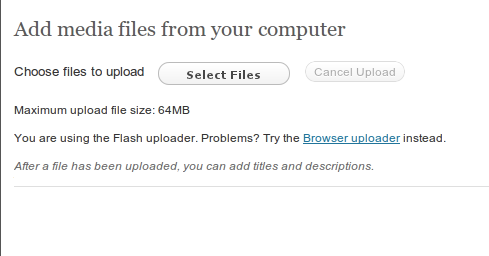 Add media files from your computer
Choose files to upload Select Files Cancel Upload
Maximum upload file size: 64MB
You are using the Flash uploader. Problems? Try the Browser uploader instead.
After a file has been uploaded, you can add titles and descriptions.